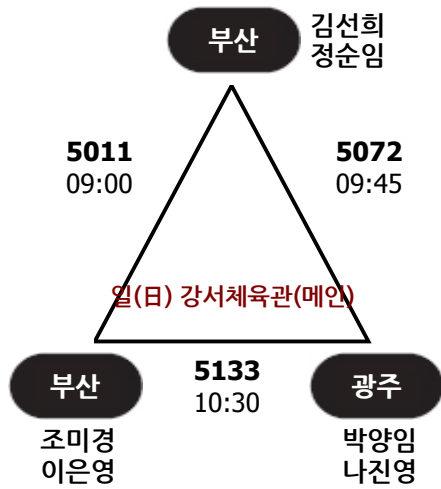 부산
김선희
정순임
5011
09:00
5072
09:45
일(日) 강서체육관(메인)
부산
5133
10:30
광주
조미경
이은영
박양임
나진영